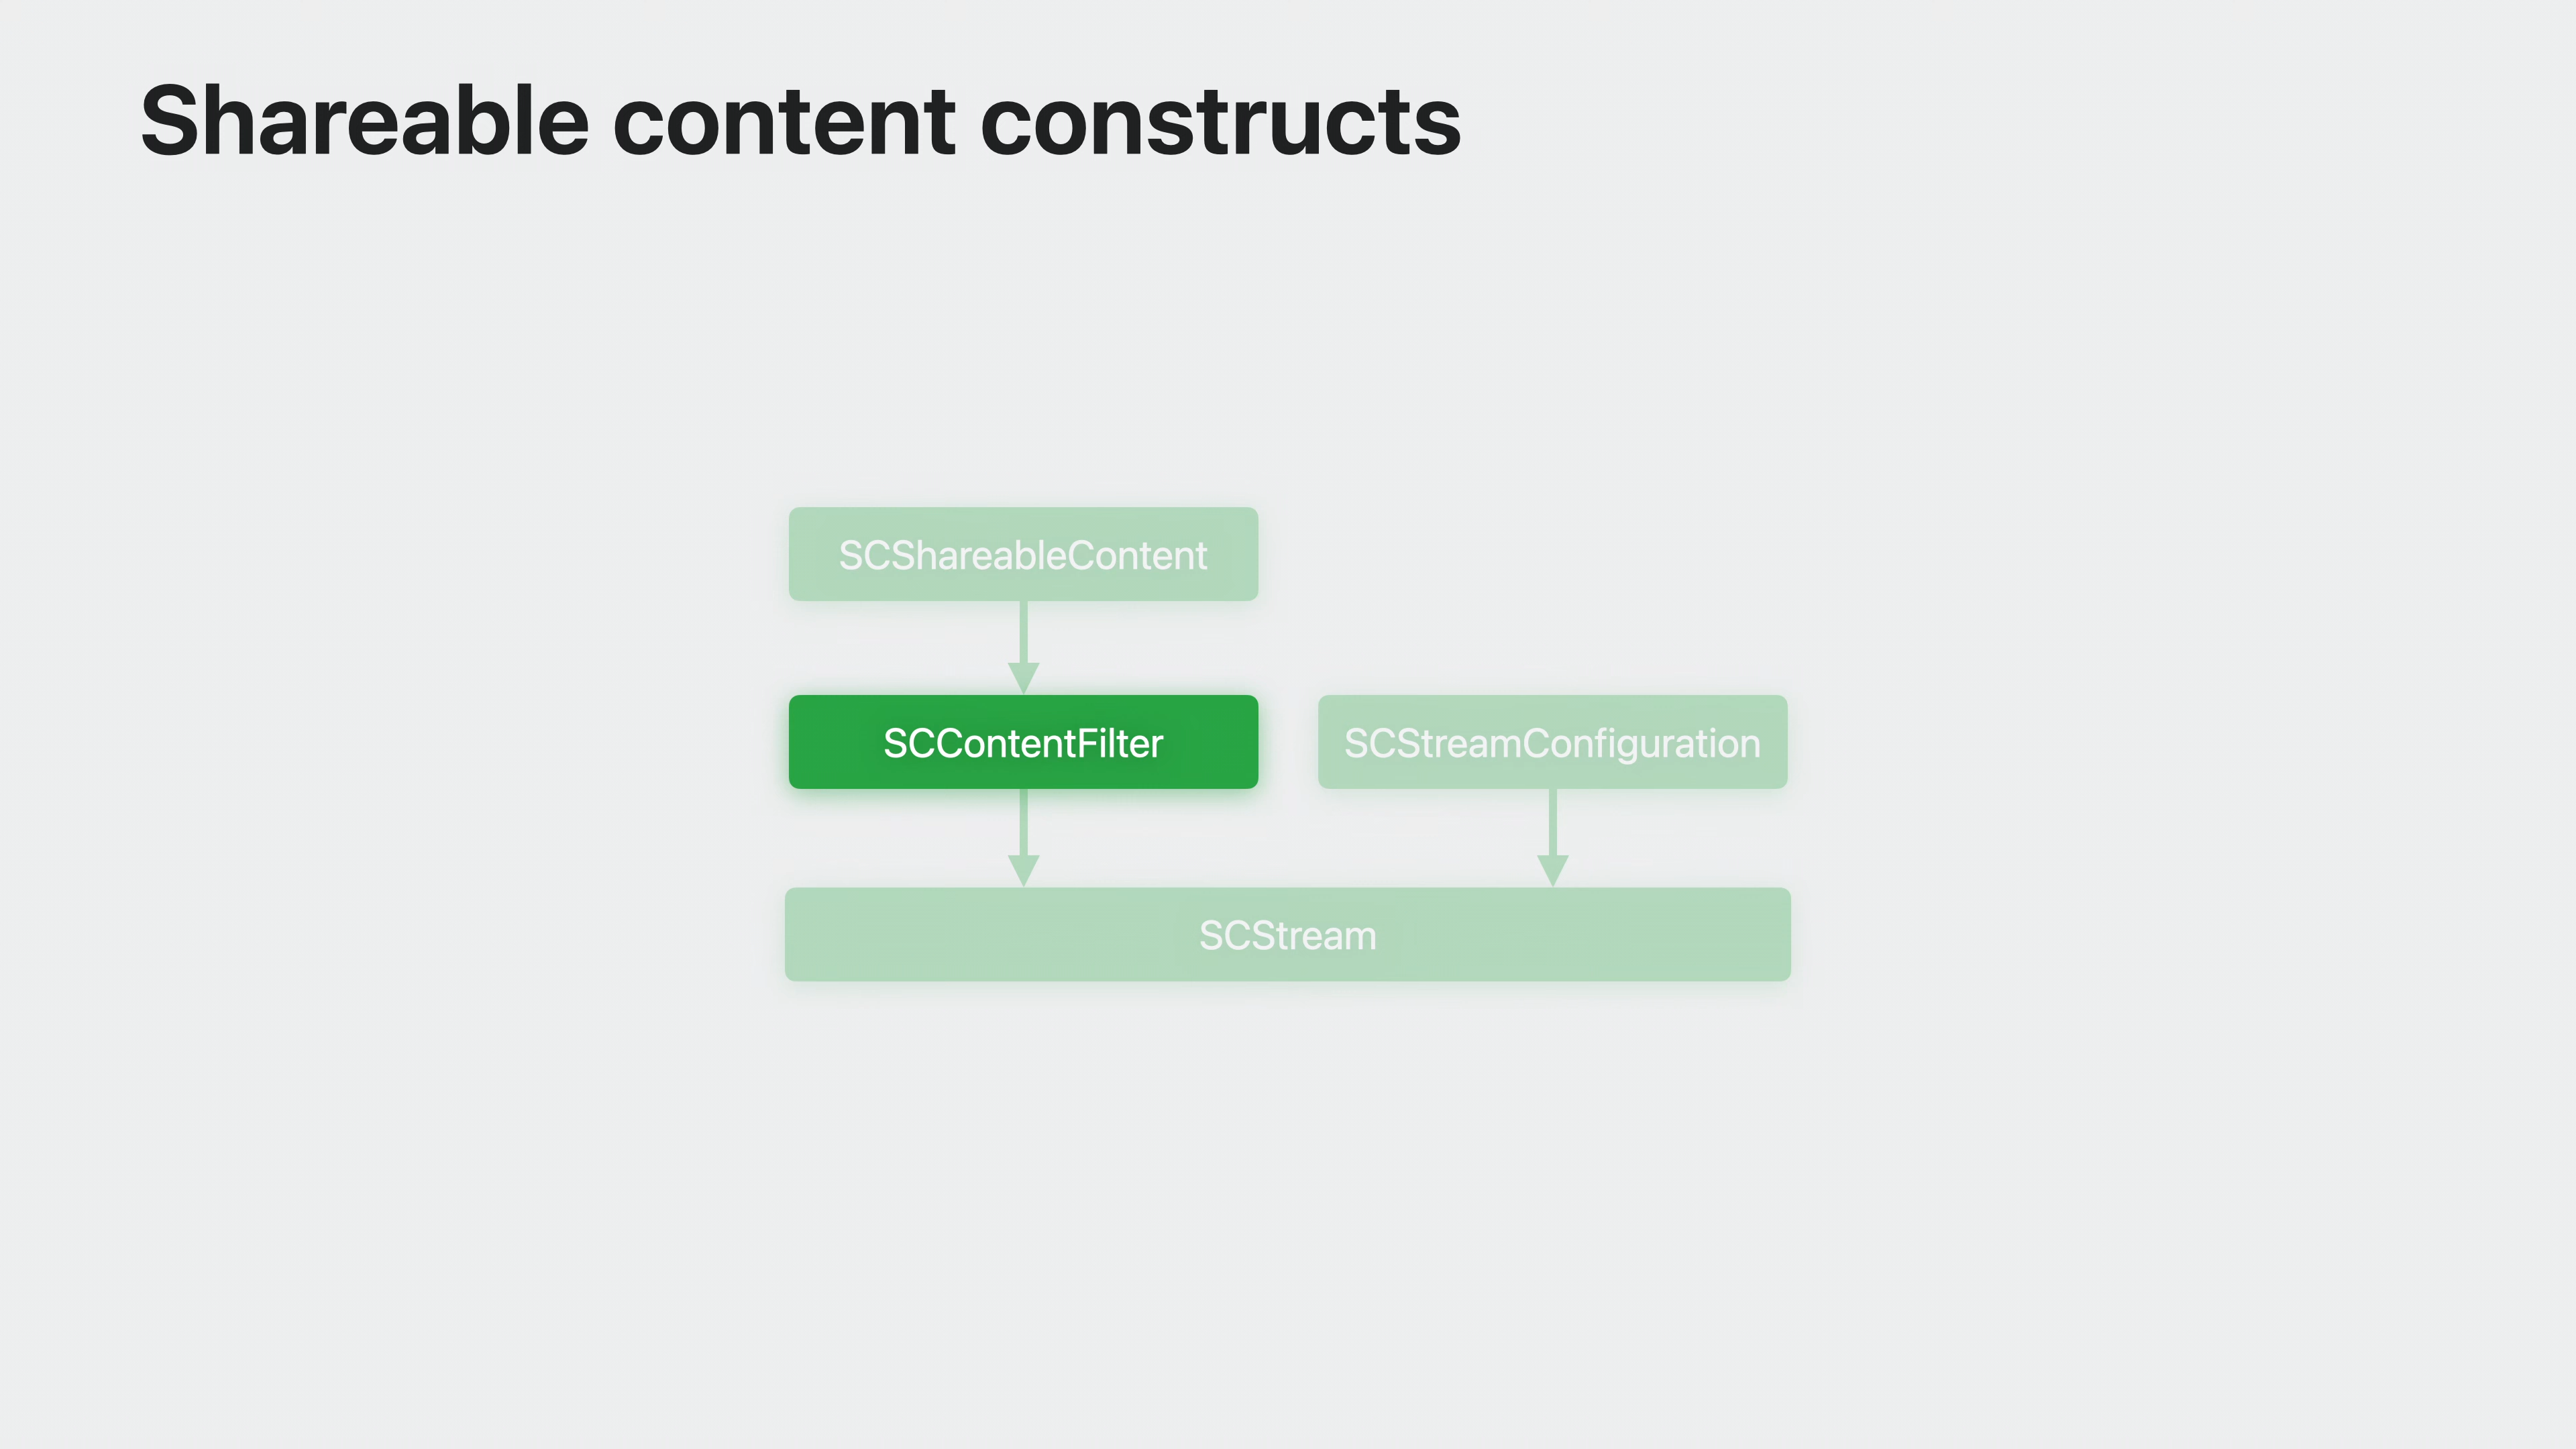 Shareable content constructs
SCShareableContent
SCContentFilter
SCStreamConfiguration
SCStream